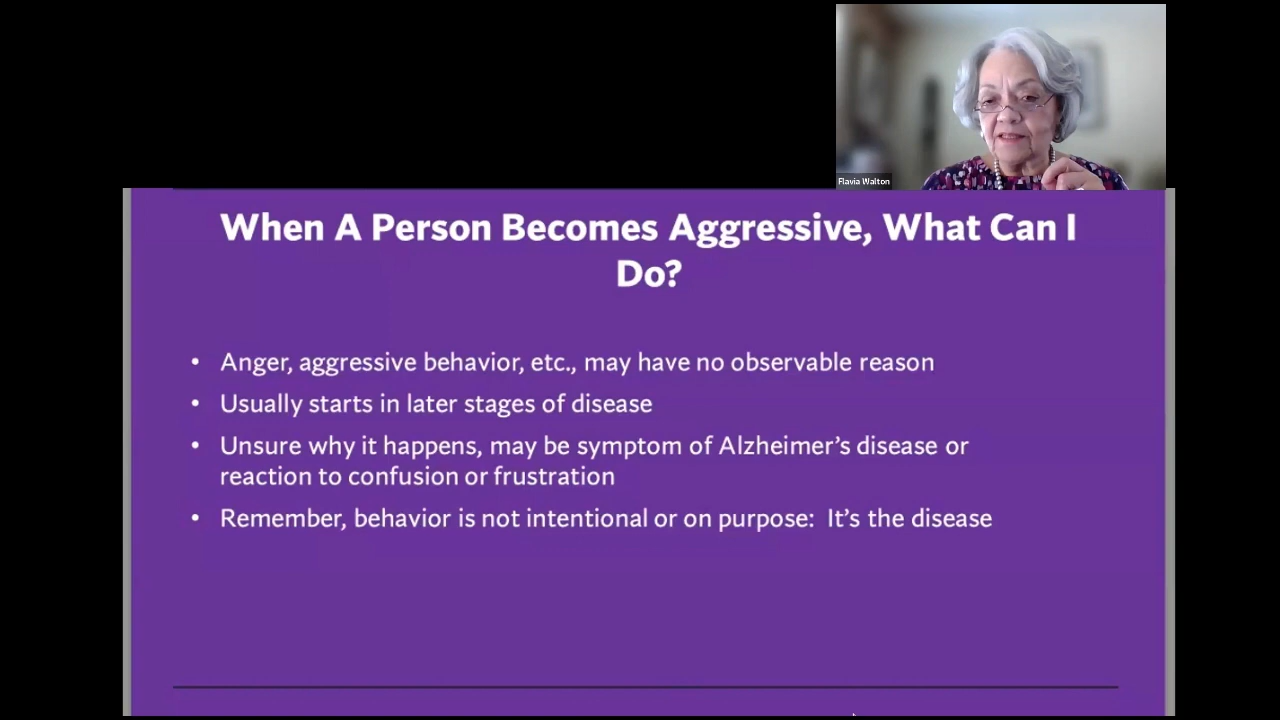 Flavia Walton
When A Person Becomes Aggressive, What Can I
Do?
• Anger, aggressive behavior, etc., may have no observable reason
• Usually starts in later stages of disease
• Unsure why it happens, may be symptom of Alzheimer’s disease or
reaction to confusion or frustration
• Remember, behavior is not intentional or on purpose:  It’s the disease